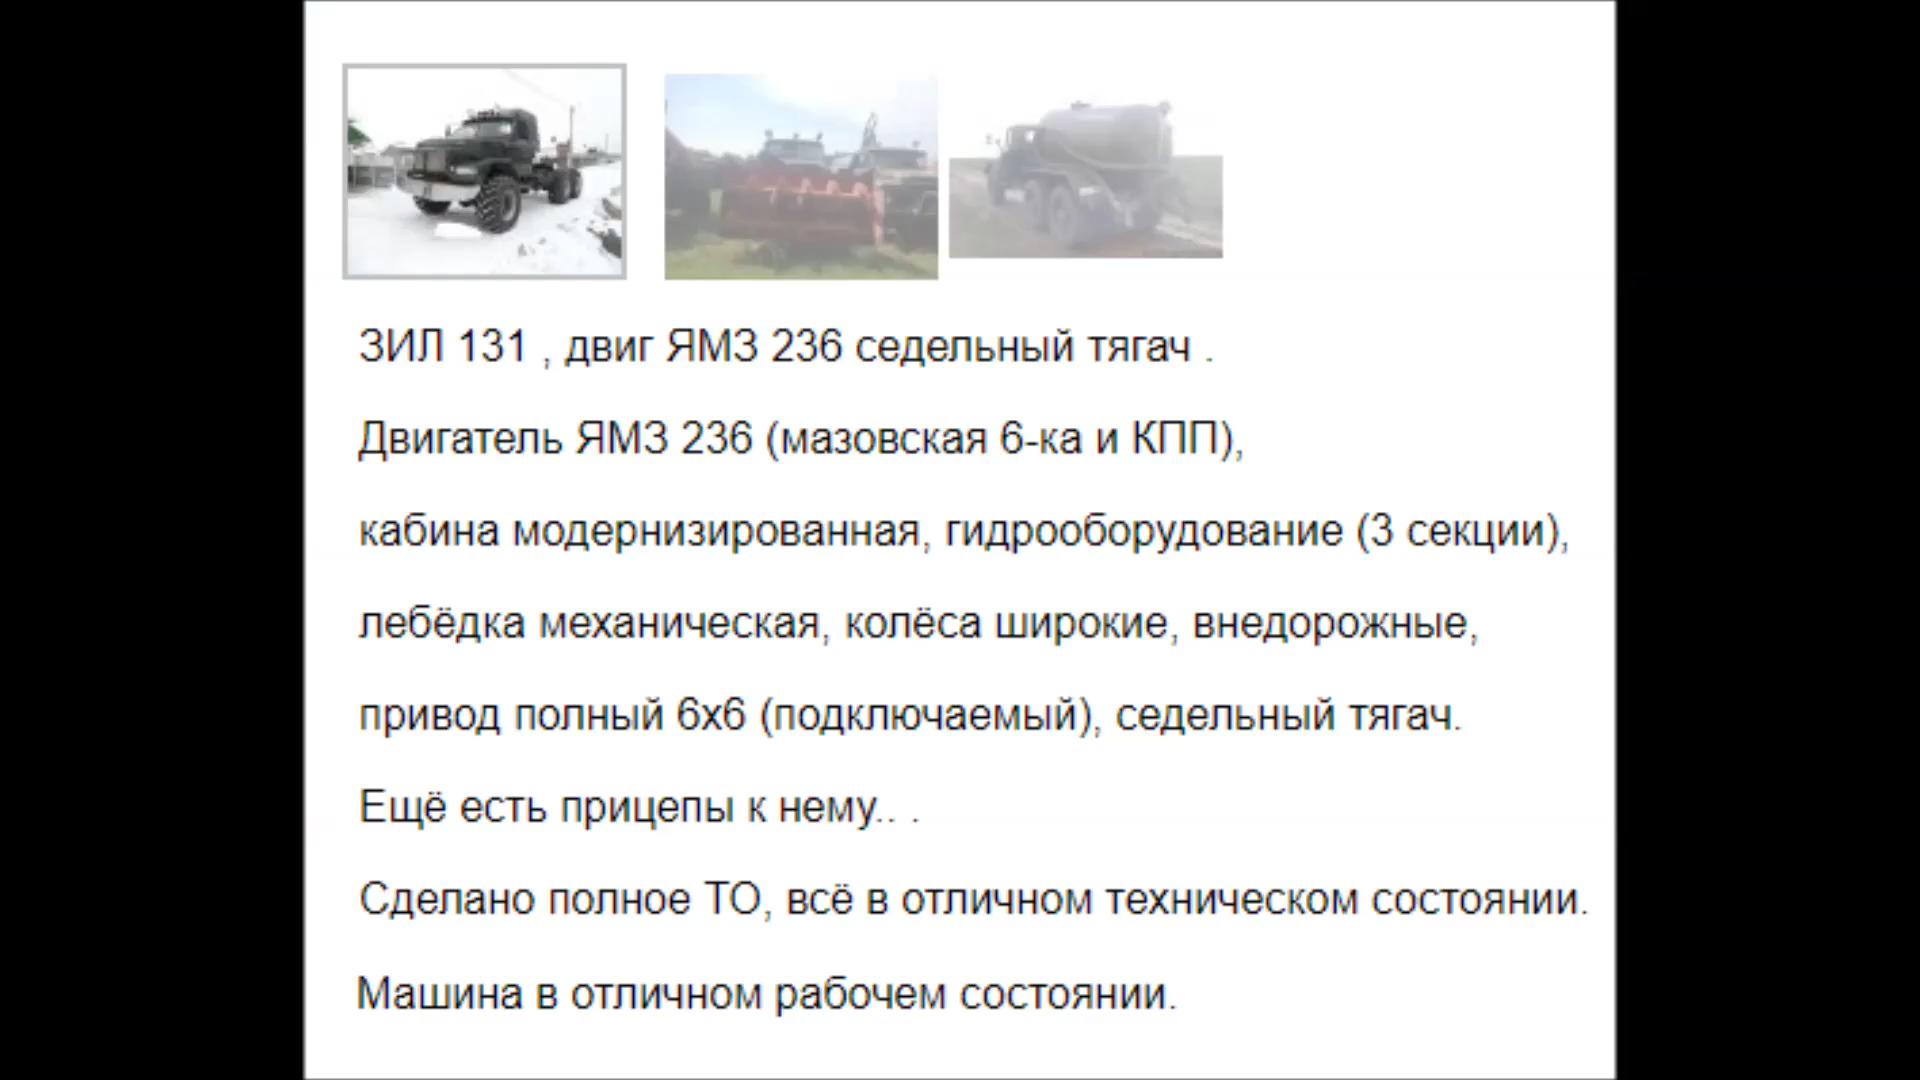 ЗИЛ 131 , двиг ЯМЗ 236 седельный тягач .
Двигатель ЯМЗ 236 (мазовская 6-ка и КПП),
кабина модернизированная, гидрооборудование (3 секции),
лебёдка механическая, колёса широкие, внедорожные,
привод полный 6х6 (подключаемый), седельный тягач.
Ещё есть прицепы к нему.. .
Сделано полное ТО, всё в отличном техническом состоянии.
Машина в отличном рабочем состоянии.